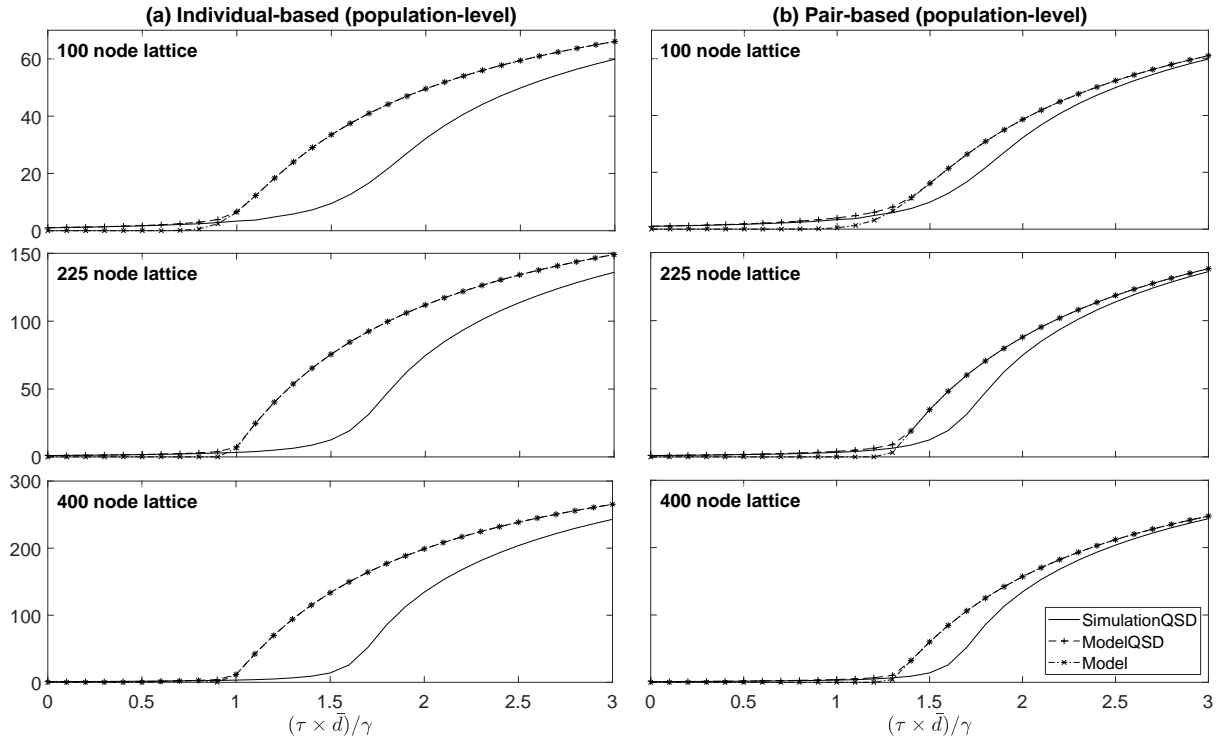 (a) Individual-based (population-level)
(b) Pair-based (population-level)
100 node lattice
60
40
20
0
100 node lattice
225 node lattice
150
100
50
0
225 node lattice
400 node lattice
300
200
100
0
0 0.5 1 1.5 2 2.5 3
(τ × d̄)/γ
400 node lattice
SimulationQSD
ModelQSD
Model
0 0.5 1 1.5 2 2.5 3
(τ × d̄)/γ